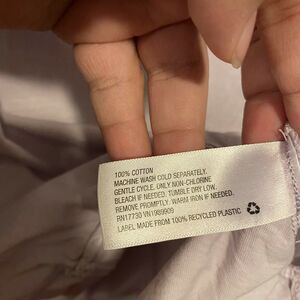 100% COTTON
MACHINE WASH COLD SEPARATELY.
GENTLE CYCLE. ONLY NON-CHLORINE
BLEACH IF NEEDED. TUMBLE DRY LOW.
REMOVE PROMPTLY. WARM IRON IF NEEDED.
RN17730 VN1989909
LABEL MADE FROM 100% RECYCLED PLASTIC